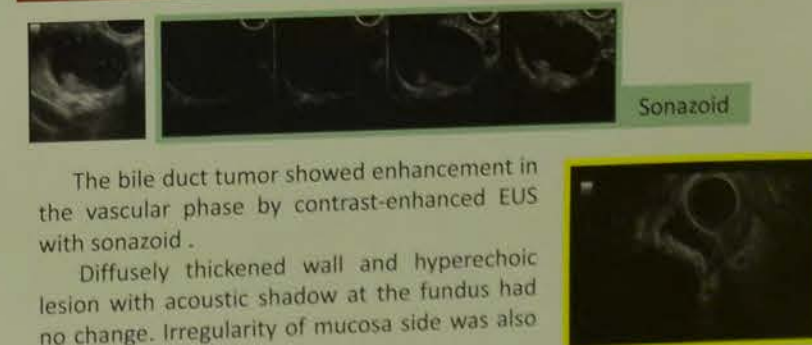 Sonazoid
The bile duct tumor showed enhancement in
the vascular phase by contrast-enhanced EUS
with sonazoid .
Diffusely thickened wall and hyperechoic
lesion with acoustic shadow at the fundus had
no change. Irregularity of mucosa side was also